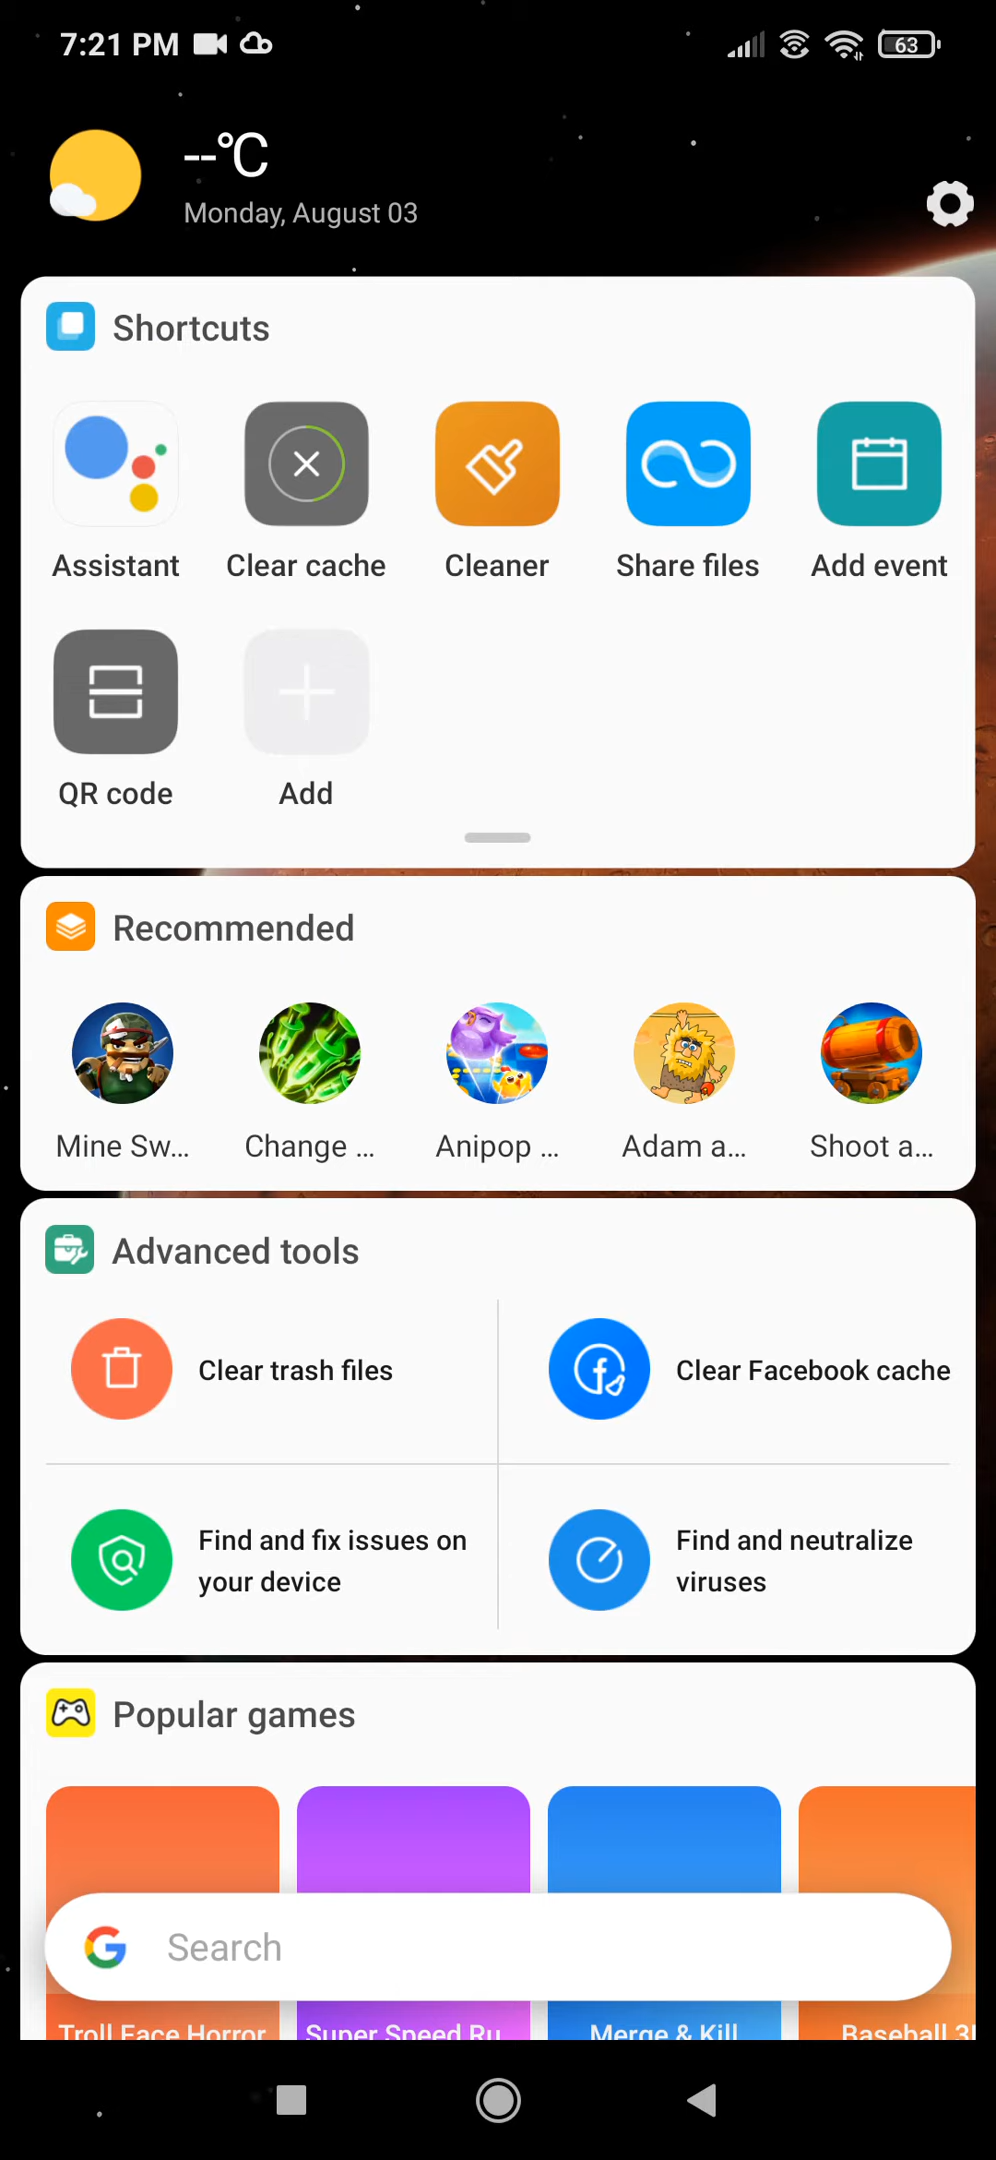 7:21 PM
63
--°C
Monday, August 03
Shortcuts
Assistant
Clear cache
Cleaner
Share files
Add event
QR code
Add
Recommended
Mine Sw...
Change ...
Anipop ...
Adam a...
Shoot a...
Advanced tools
Clear trash files
Clear Facebook cache
Find and fix issues on
your device
Find and neutralize
viruses
Popular games
Search
Troll Face Horror
Super Speed Ru
Merge & Kill
Baseball 3